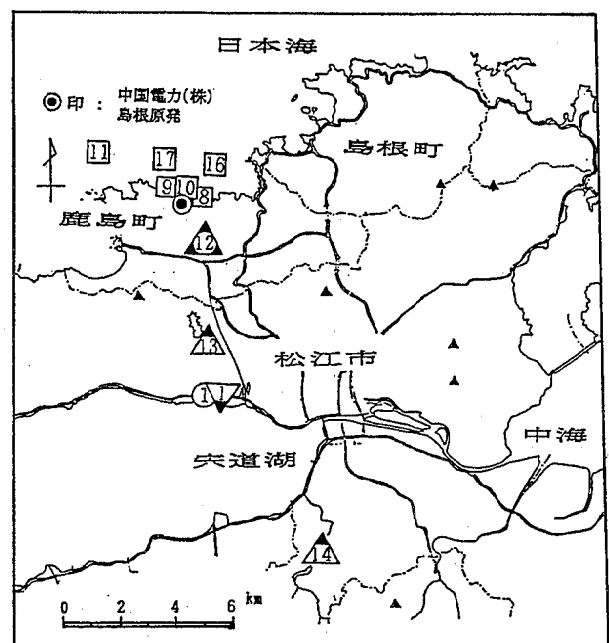 日本海
◉印 : 中国電力(株)
島根原発
島根町
11
17
16
9
10
8
鹿島町
12
13
松江市
1
1
中海
宍道湖
14
0 2 4 6 km